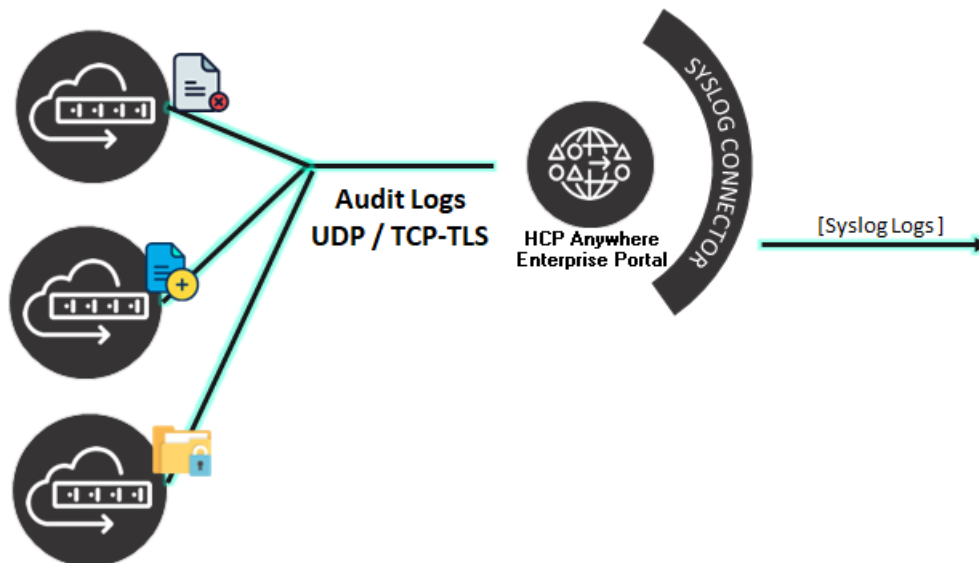 Audit Logs
UDP / TCP-TLS
HCP Anywhere
Enterprise Portal
SYSLOG CONNECTOR
[Syslog Logs]